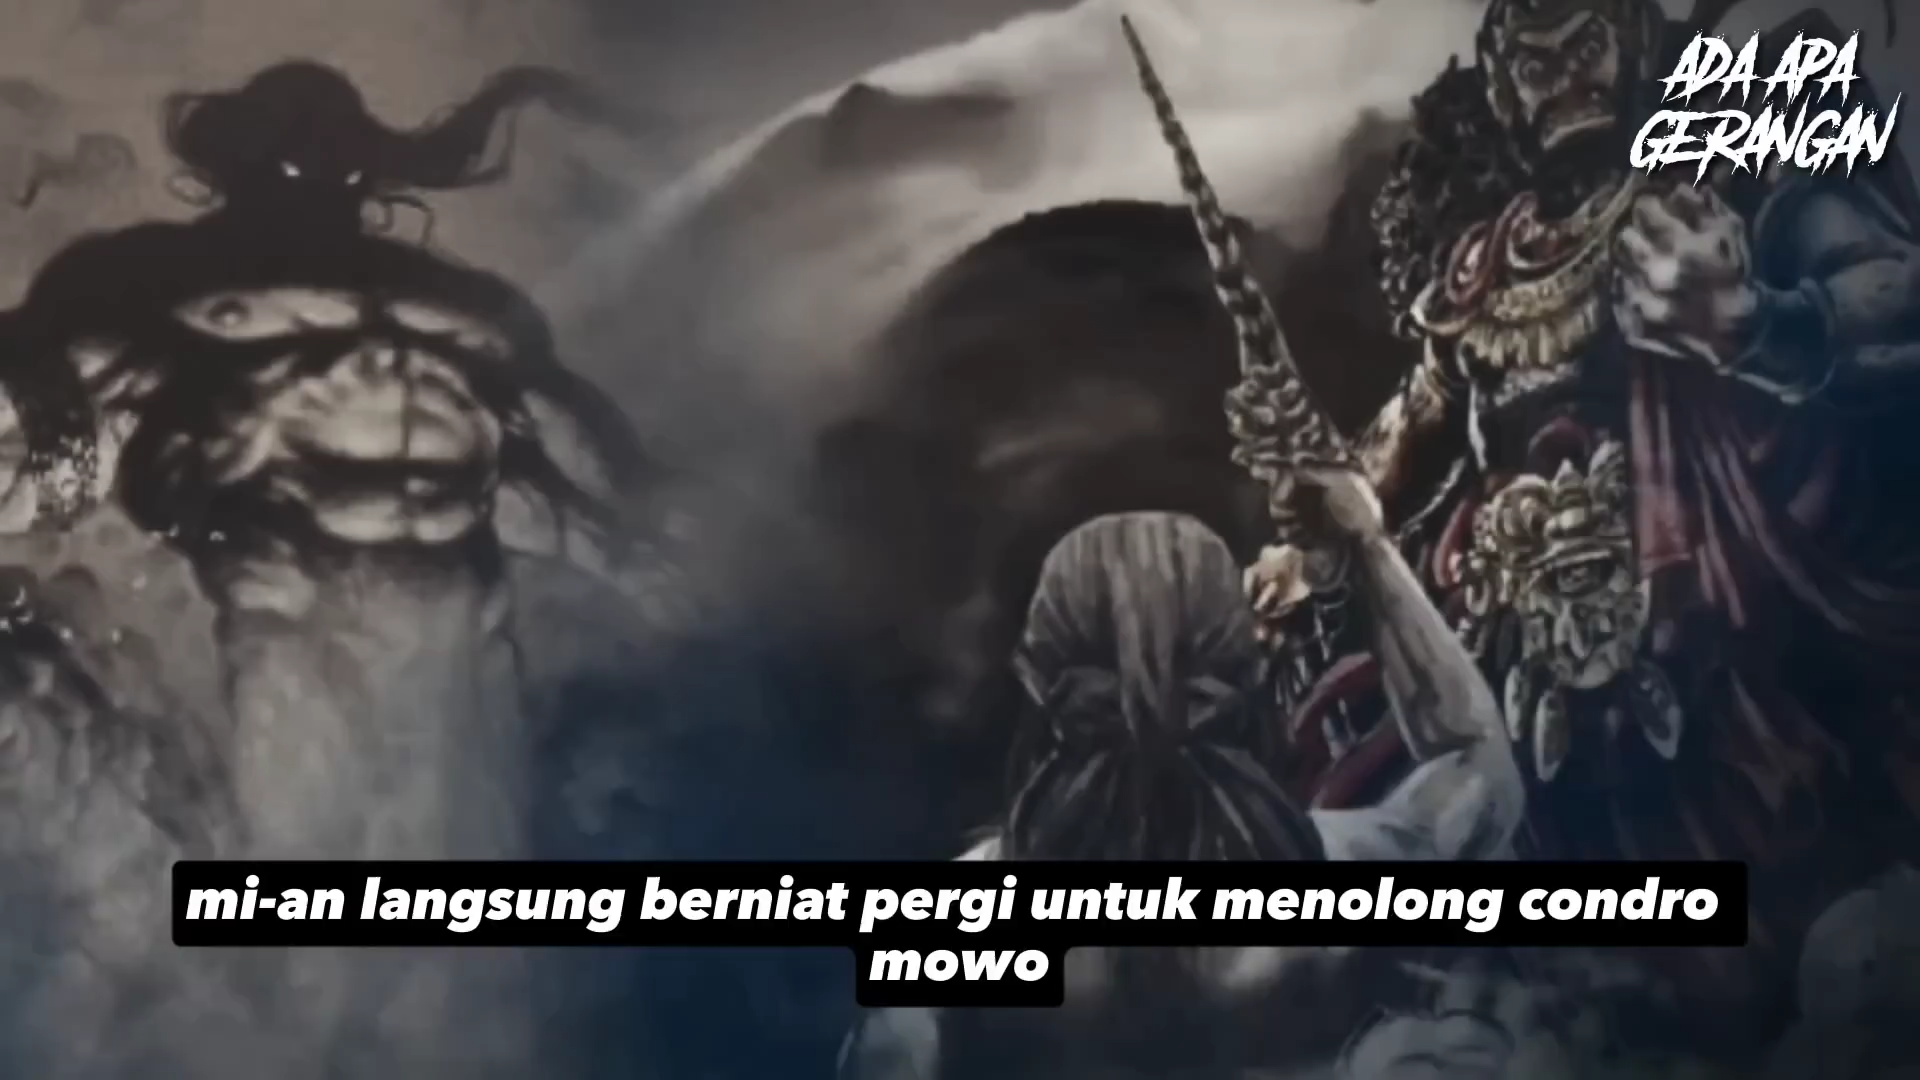 ADA APA
GERANGAN
mi-an langsung berniat pergi untuk menolong condro
mowo